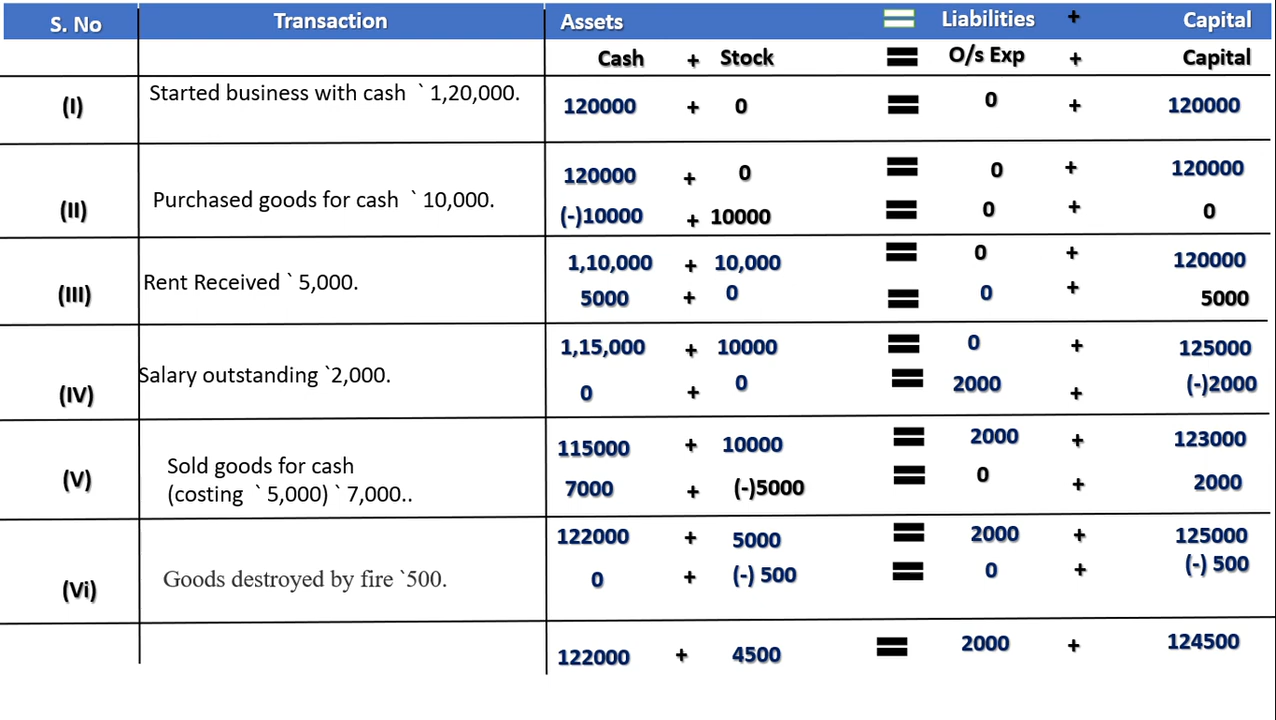 S. No Transaction Assets = Liabilities + Capital
Cash + Stock = O/s Exp + Capital
(I) Started business with cash ` 1,20,000. 120000 + 0 = 0 + 120000
120000 + 0 = 0 + 120000
(II) Purchased goods for cash ` 10,000. (-)10000 + 10000 = 0 + 0
1,10,000 + 10,000 = 0 + 120000
(III) Rent Received ` 5,000. 5000 + 0 = 0 + 5000
1,15,000 + 10000 = 0 + 125000
(IV) Salary outstanding `2,000. 0 + 0 = 2000 + (-)2000
115000 + 10000 = 2000 + 123000
(V) Sold goods for cash
(costing ` 5,000) ` 7,000.. 7000 + (-)5000 = 0 + 2000
122000 + 5000 = 2000 + 125000
(Vi) Goods destroyed by fire `500. 0 + (-) 500 = 0 + (-) 500
122000 + 4500 = 2000 + 124500